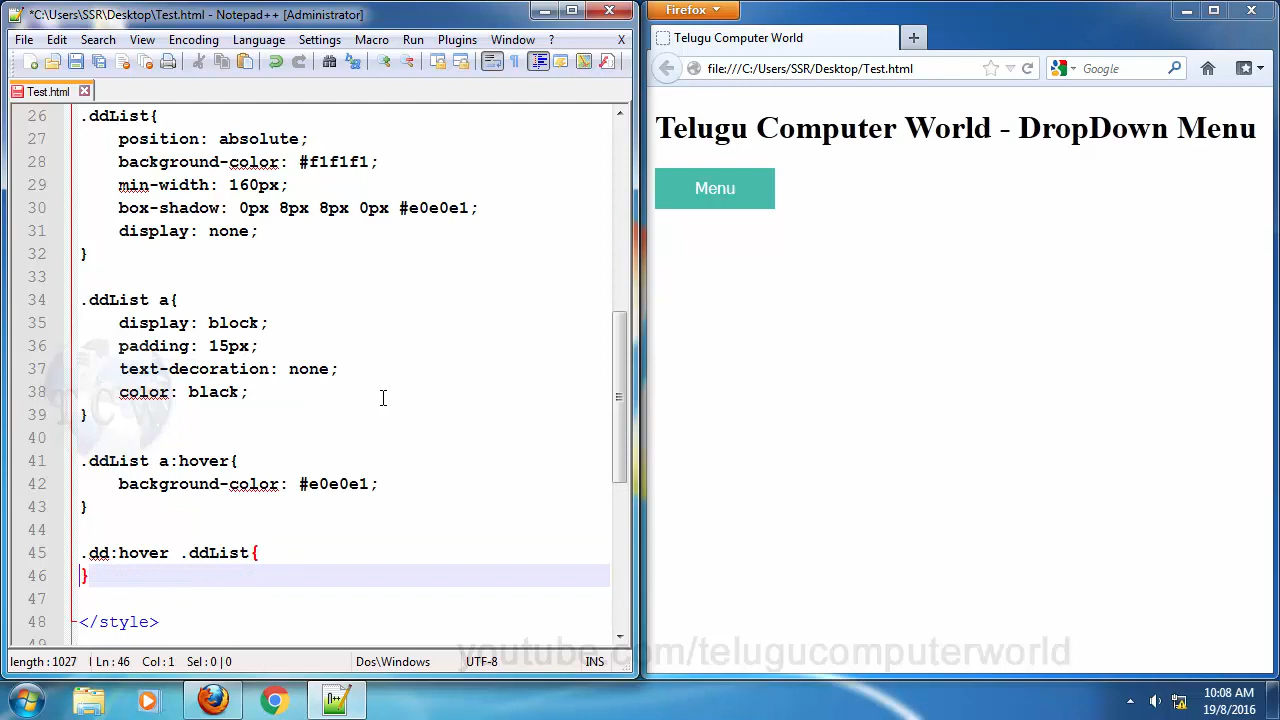 *C:\Users\SSR\Desktop\Test.html - Notepad++ [Administrator]
File Edit Search View Encoding Language Settings Macro Run Plugins Window ? X
Test.html
26 .ddList{
27 position: absolute;
28 background-color: #f1f1f1;
29 min-width: 160px;
30 box-shadow: 0px 8px 8px 0px #e0e0e1;
31 display: none;
32 }
33
34 .ddList a{
35 display: block;
36 padding: 15px;
37 text-decoration: none;
38 color: black;
39 }
40
41 .ddList a:hover{
42 background-color: #e0e0e1;
43 }
44
45 .dd:hover .ddList{
46 }
47
48 </style>
49
length : 1027 Ln : 46 Col : 1 Sel : 0 | 0 Dos\Windows UTF-8 INS
Firefox
Telugu Computer World
file:///C:/Users/SSR/Desktop/Test.html
Google
Telugu Computer World - DropDown Menu
Menu
TCW
youtube.com/telugucomputerworld
10:08 AM
19/8/2016